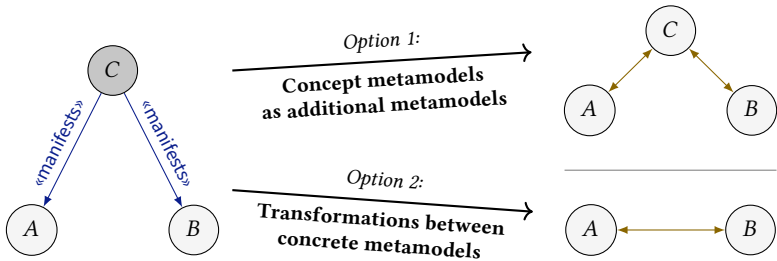 C
«manifests»
«manifests»
A
B
Option 1:
Concept metamodels
as additional metamodels
C
A
B
Option 2:
Transformations between
concrete metamodels
A
B